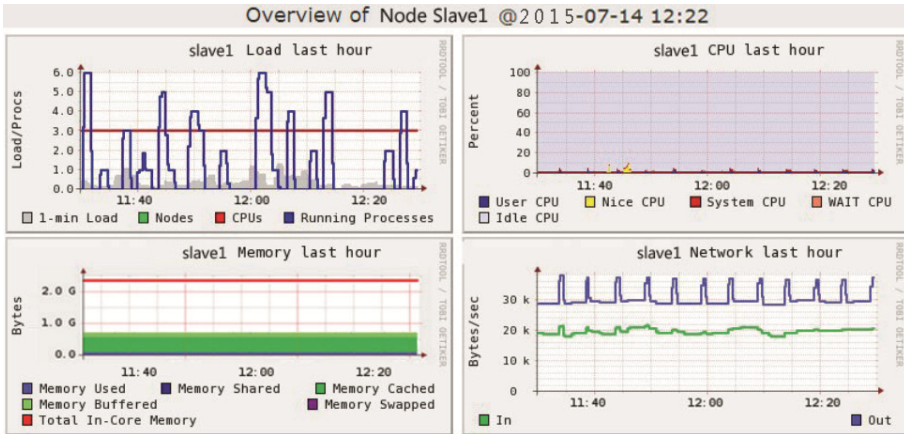 Overview of Node Slave1 @2015-07-14 12:22
slave1 Load last hour
Load/Procs
6.0
5.0
4.0
3.0
2.0
1.0
0.0
11:40 12:00 12:20
1-min Load Nodes CPUs Running Processes
RRDTOOL / TOBI OETIKER
slave1 CPU last hour
Percent
100
80
60
40
20
0
11:40 12:00 12:20
User CPU Nice CPU System CPU WAIT CPU
Idle CPU
RRDTOOL / TOBI OETIKER
slave1 Memory last hour
Bytes
2.0 G
1.0 G
0.0
11:40 12:00 12:20
Memory Used Memory Shared Memory Cached
Memory Buffered Memory Swapped
Total In-Core Memory
RRDTOOL / TOBI OETIKER
slave1 Network last hour
Bytes/sec
30 k
20 k
10 k
0
11:40 12:00 12:20
In Out
RRDTOOL / TOBI OETIKER